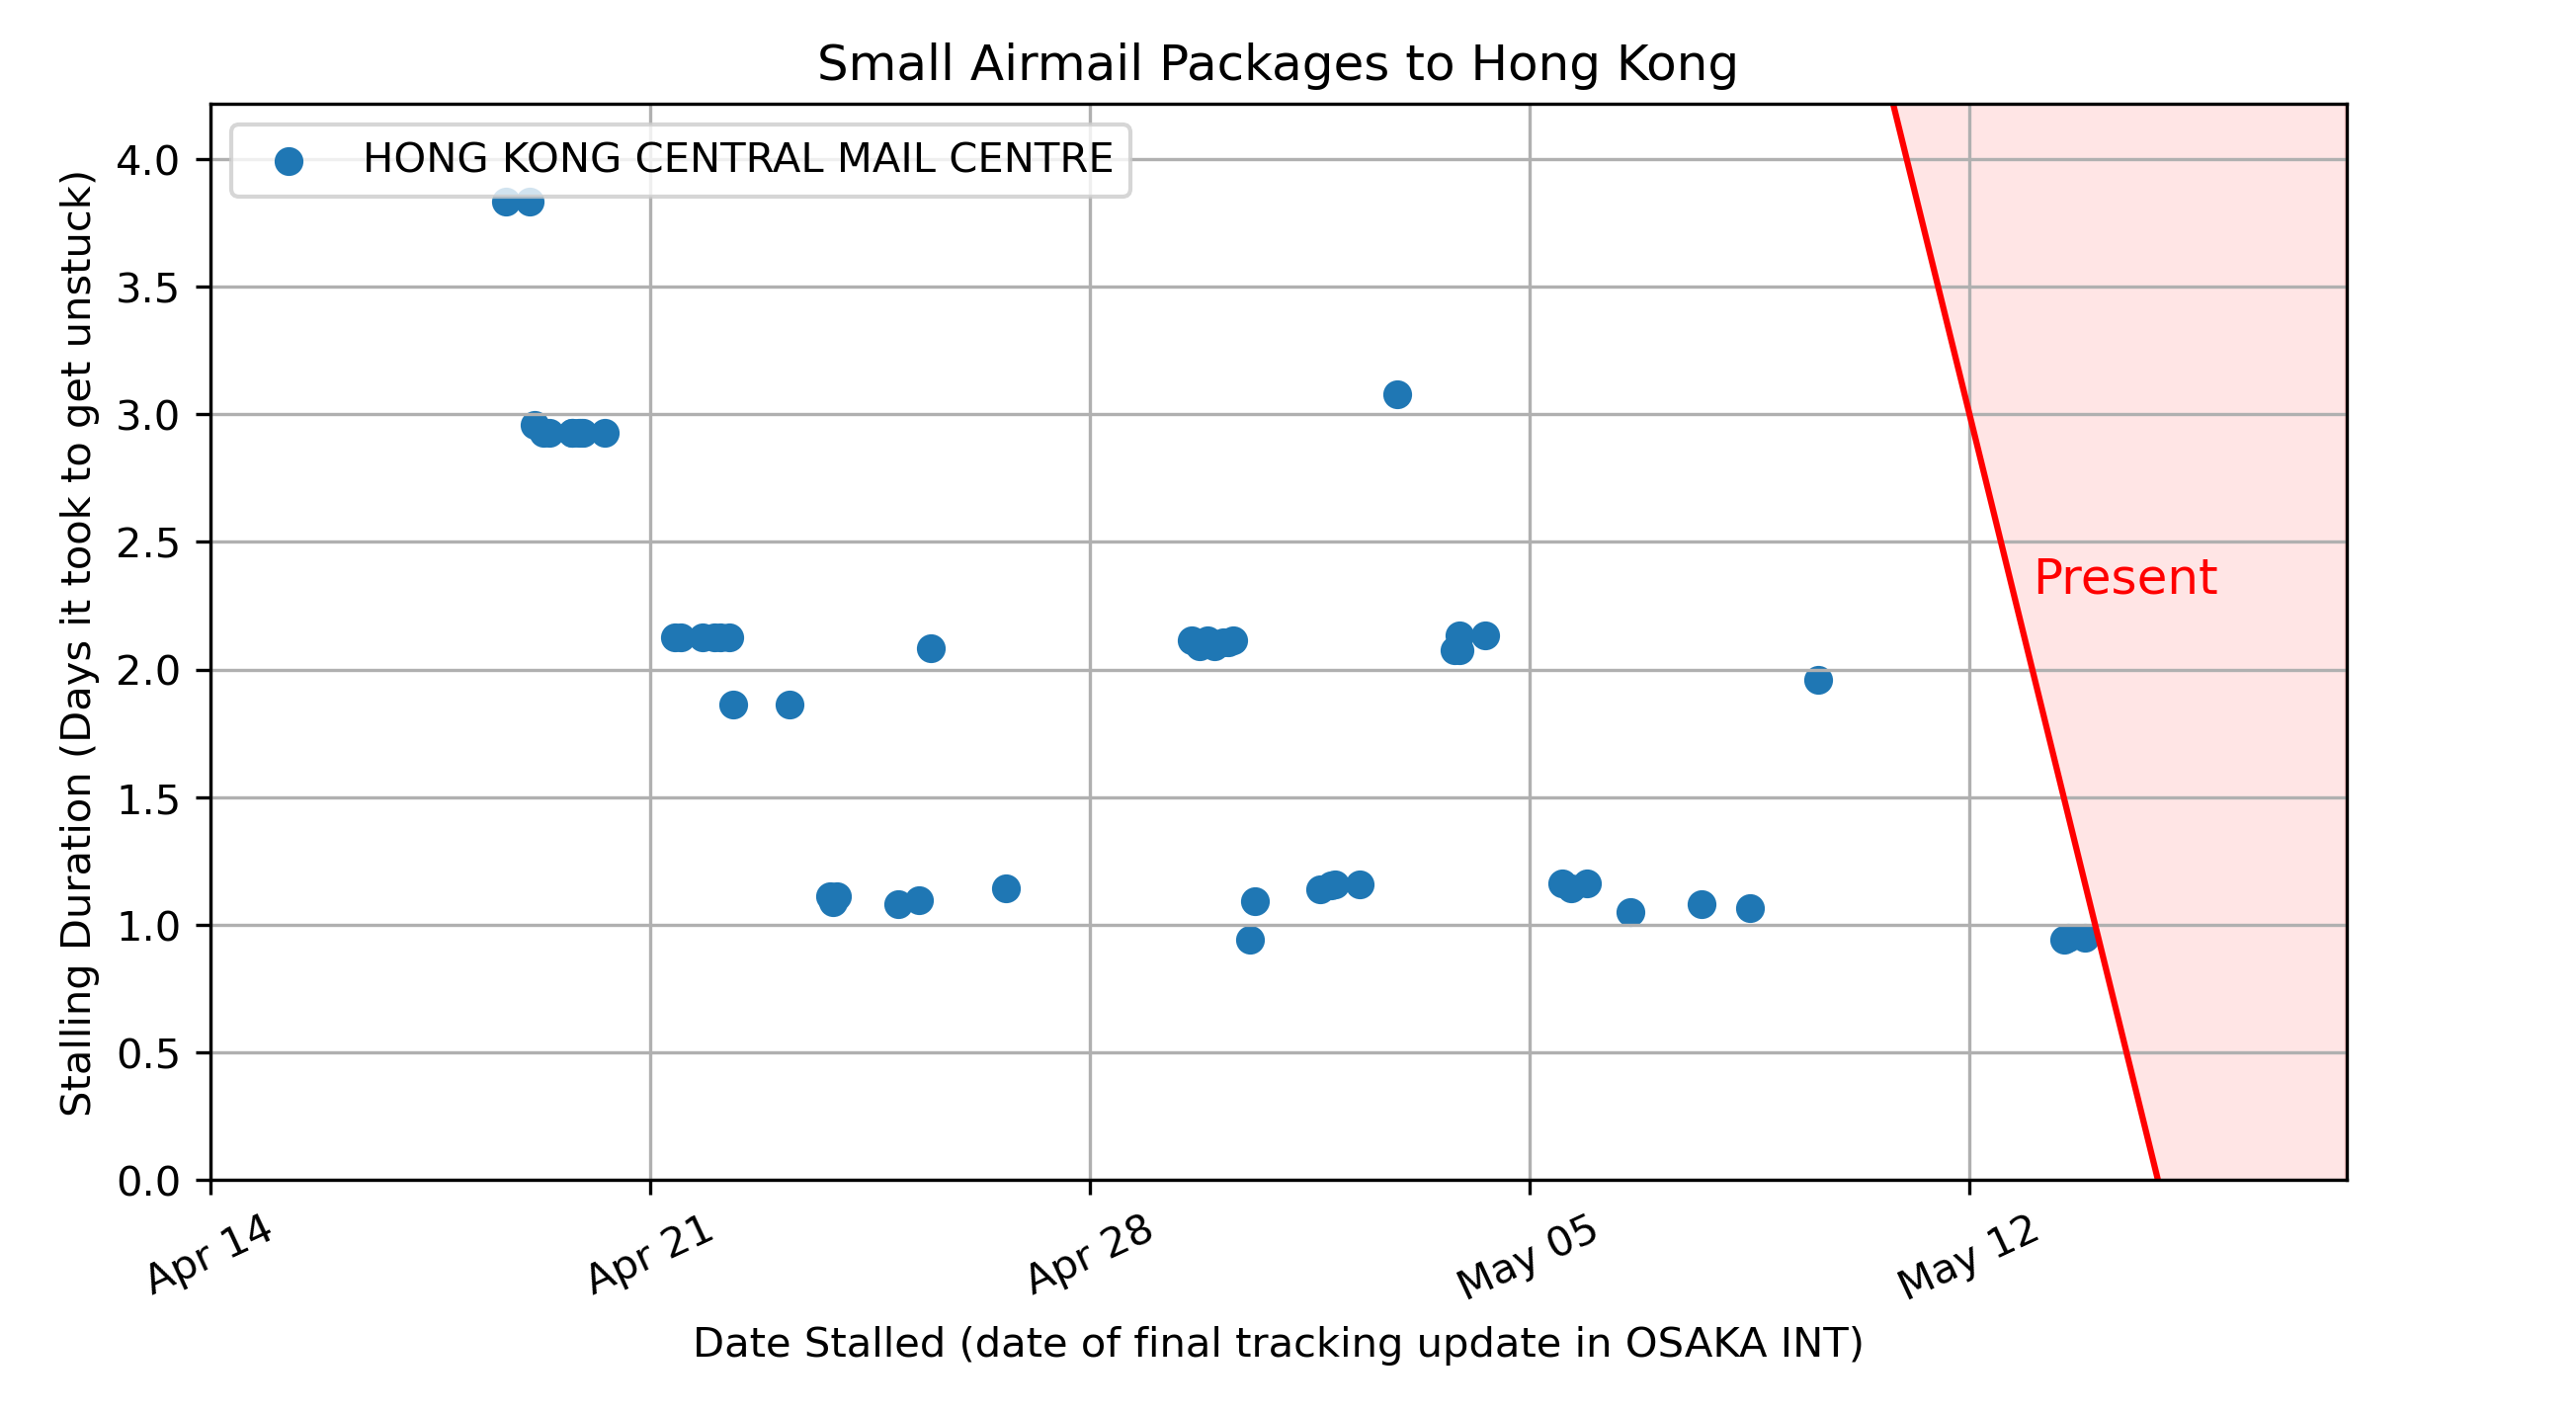 Small Airmail Packages to Hong Kong
HONG KONG CENTRAL MAIL CENTRE
Stalling Duration (Days it took to get unstuck)
4.0
3.5
3.0
2.5
2.0
1.5
1.0
0.5
0.0
Present
Apr 14
Apr 21
Apr 28
May 05
May 12
Date Stalled (date of final tracking update in OSAKA INT)